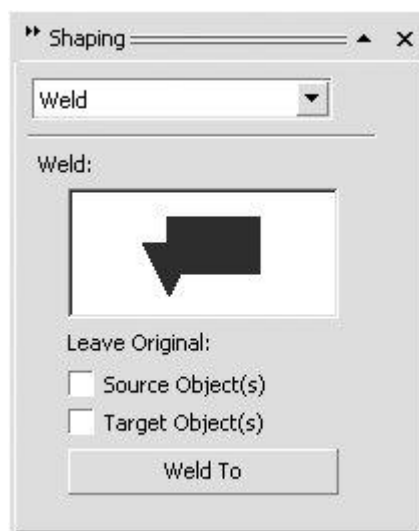 Shaping
Weld
Weld:
Leave Original:
Source Object(s)
Target Object(s)
Weld To